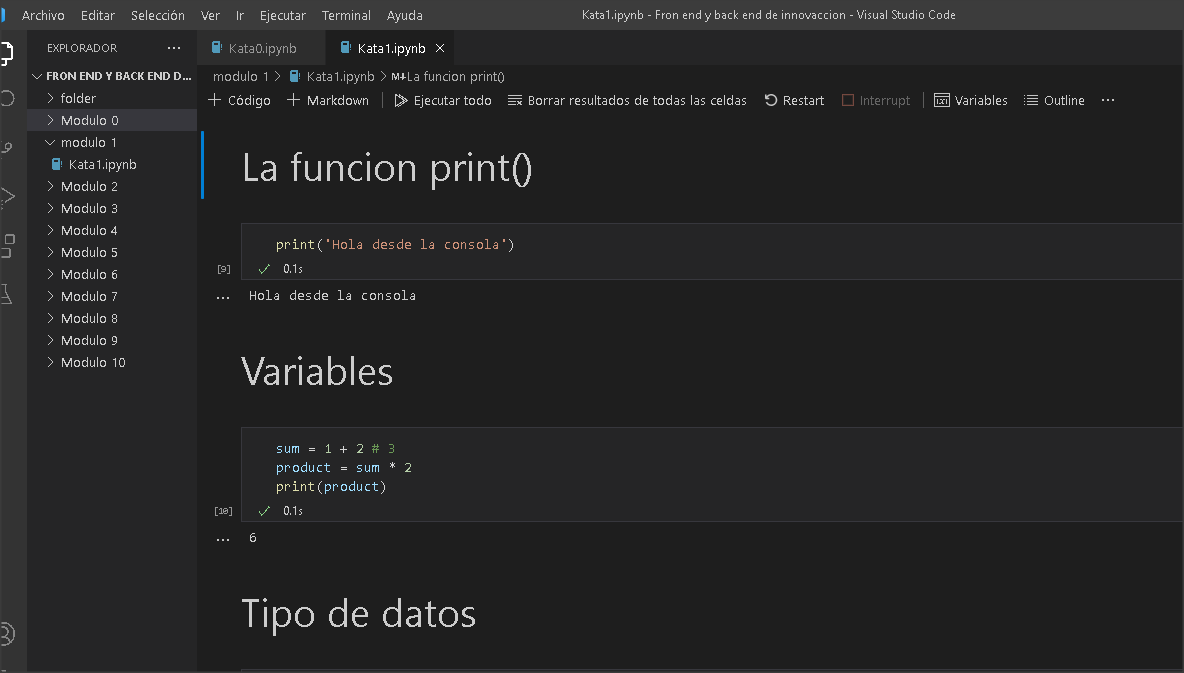 Archivo Editar Selección Ver Ir Ejecutar Terminal Ayuda Kata1.ipynb - Fron end y back end de innovaccion - Visual Studio Code
EXPLORADOR ...
FRON END Y BACK END D...
folder
Modulo 0
modulo 1
Kata1.ipynb
Modulo 2
Modulo 3
Modulo 4
Modulo 5
Modulo 6
Modulo 7
Modulo 8
Modulo 9
Modulo 10
Kata0.ipynb Kata1.ipynb
modulo 1 > Kata1.ipynb > M↓La funcion print()
Código Markdown Ejecutar todo Borrar resultados de todas las celdas Restart Interrupt Variables Outline ...
La funcion print()
print('Hola desde la consola')
[9] 0.1s
... Hola desde la consola
Variables
sum = 1 + 2 # 3
product = sum * 2
print(product)
[10] 0.1s
... 6
Tipo de datos